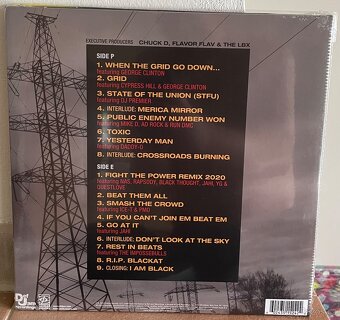 EXECUTIVE PRODUCERS CHUCK D, FLAVOR FLAV & THE LBX
SIDE P
1. WHEN THE GRID GO DOWN...
featuring GEORGE CLINTON
2. GRID
featuring CYPRESS HILL & GEORGE CLINTON
3. STATE OF THE UNION (STFU)
featuring DJ PREMIER
4. INTERLUDE: MERICA MIRROR
5. PUBLIC ENEMY NUMBER WON
featuring MIKE D, AD ROCK & RUN DMC
6. TOXIC
7. YESTERDAY MAN
featuring DADDY-O
8. INTERLUDE: CROSSROADS BURNING
SIDE E
1. FIGHT THE POWER REMIX 2020
featuring NAS, RAPSODY, BLACK THOUGHT, JAHI, YG &
QUESTLOVE
2. BEAT THEM ALL
3. SMASH THE CROWD
featuring ICE-T & PMD
4. IF YOU CAN'T JOIN EM BEAT EM
5. GO AT IT
featuring JAHI
6. INTERLUDE: DON'T LOOK AT THE SKY
7. REST IN BEATS
featuring THE IMPOSSEBULLS
8. R.I.P. BLACKAT
9. CLOSING: I AM BLACK
Def Jam
recordings